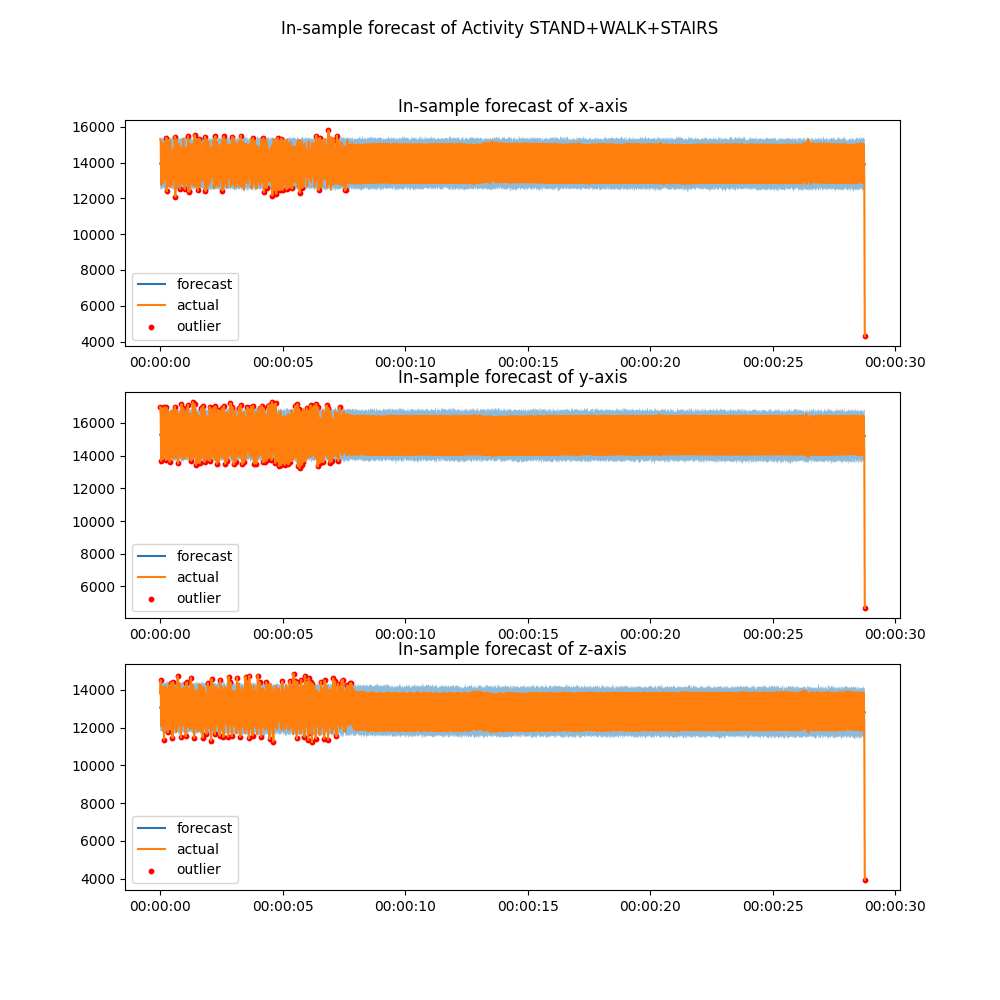 In-sample forecast of Activity STAND+WALK+STAIRS
In-sample forecast of x-axis
16000
14000
12000
10000
8000
6000
4000
forecast
actual
outlier
00:00:00 00:00:05 00:00:10 00:00:15 00:00:20 00:00:25 00:00:30
In-sample forecast of y-axis
16000
14000
12000
10000
8000
6000
forecast
actual
outlier
00:00:00 00:00:05 00:00:10 00:00:15 00:00:20 00:00:25 00:00:30
In-sample forecast of z-axis
14000
12000
10000
8000
6000
4000
forecast
actual
outlier
00:00:00 00:00:05 00:00:10 00:00:15 00:00:20 00:00:25 00:00:30